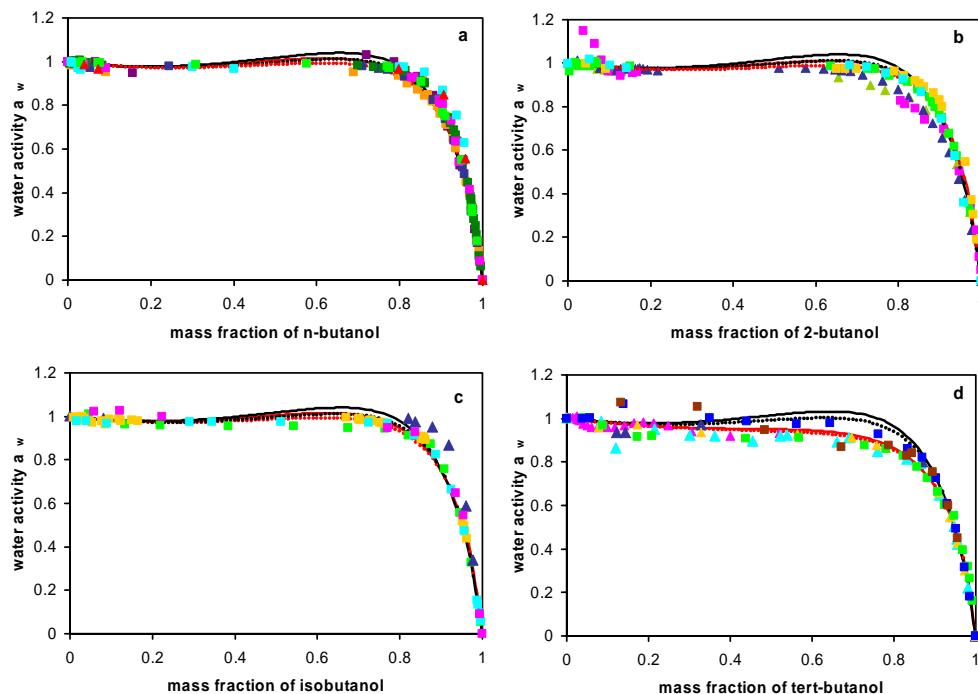 1.2
a
1
0.8
0.6
0.4
0.2
0
water activity a w
0 0.2 0.4 0.6 0.8 1
mass fraction of n-butanol
1.2
b
1
0.8
0.6
0.4
0.2
0
water activity a w
0 0.2 0.4 0.6 0.8
mass fraction of 2-butanol
1.2
c
1
0.8
0.6
0.4
0.2
0
water activity a w
0 0.2 0.4 0.6 0.8 1
mass fraction of isobutanol
1.2
d
1
0.8
0.6
0.4
0.2
0
water activity a w
0 0.2 0.4 0.6 0.8 1
mass fraction of tert-butanol